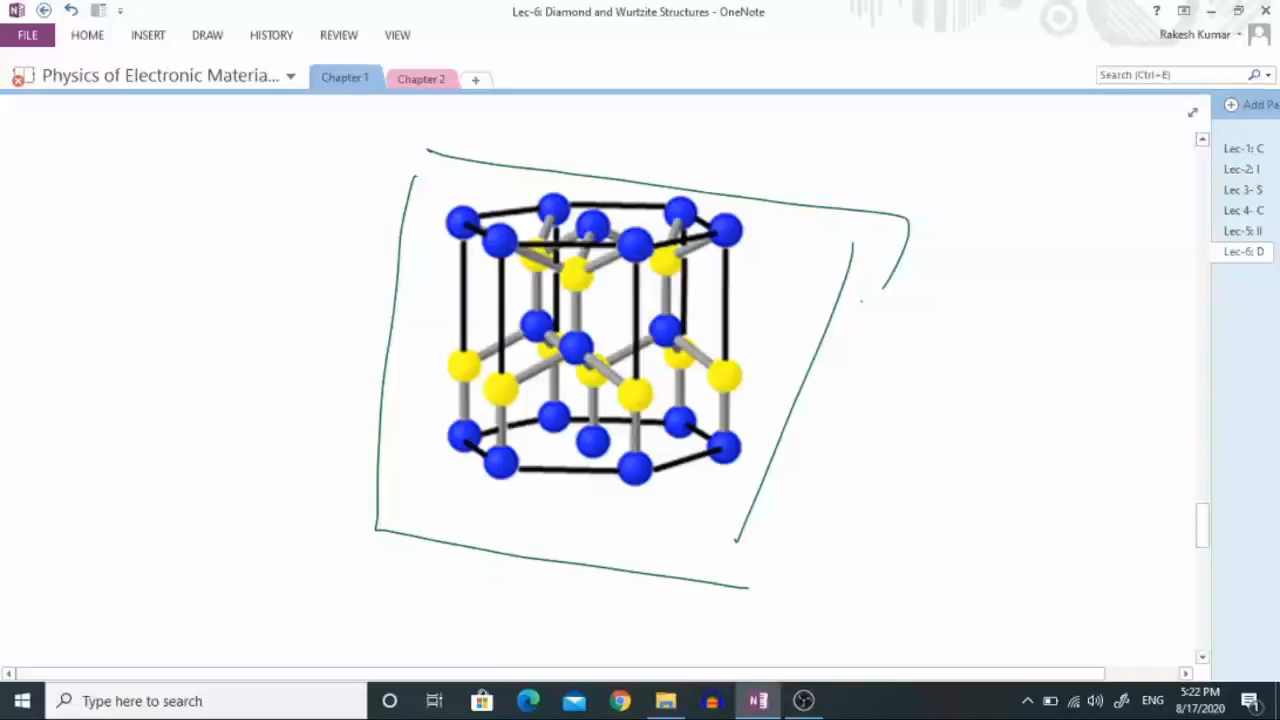 Lec-6: Diamond and Wurtzite Structures - OneNote
FILE HOME INSERT DRAW HISTORY REVIEW VIEW
Rakesh Kumar
Physics of Electronic Materia... Chapter 1 Chapter 2
Search (Ctrl+E)
Add Pa
Lec-1: C
Lec-2: I
Lec 3- S
Lec 4- C
Lec-5: II
Lec-6: D
Type here to search
ENG
5:22 PM
8/17/2020
1